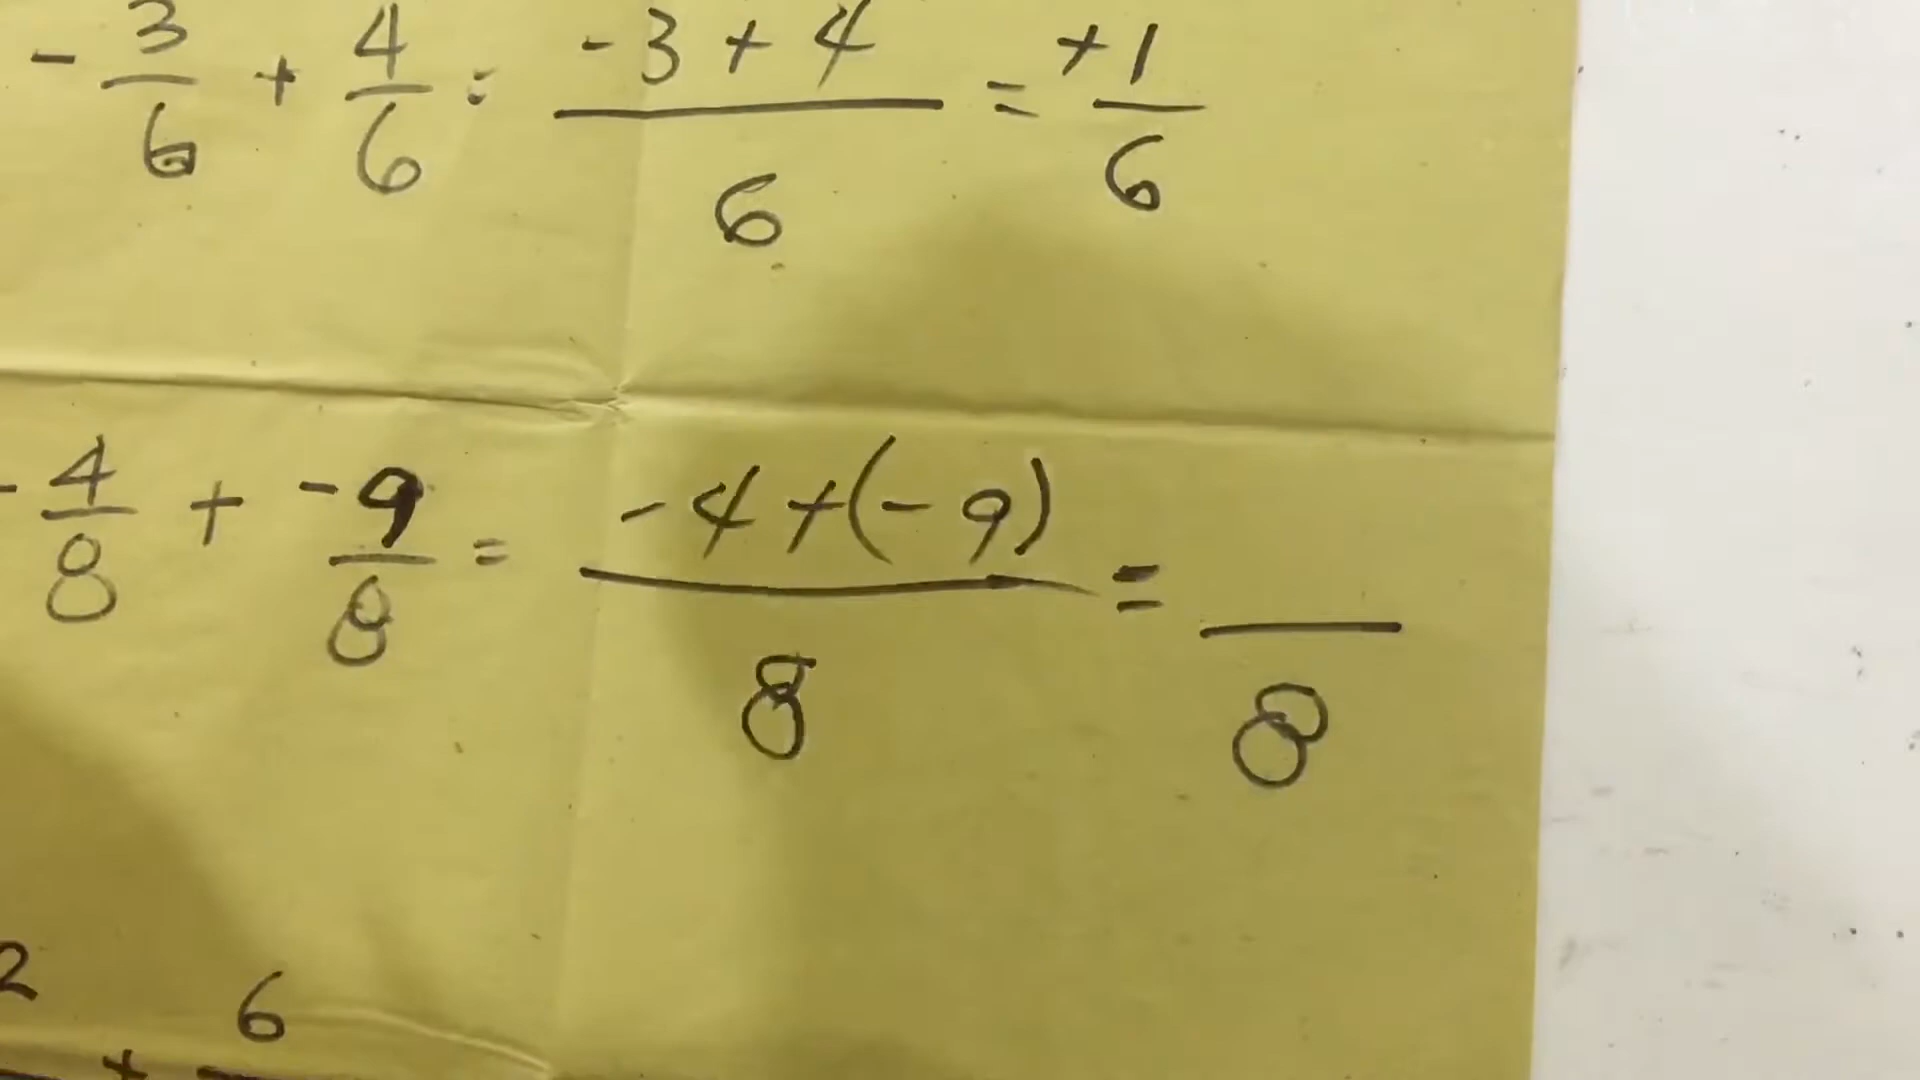 -3/6 + 4/6 = -3 + 4/6 = +1/6
-4/8 + -9/8 = -4 + (-9)/8 = /8
2 + 6